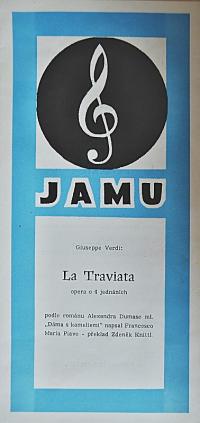 JAMU
Giuseppe Verdi:
La Traviata
opera o 4 jednáních
podle románu Alexandra Dumase ml.
„Dáma s kameliemi" napsal Francesco
Maria Piave - překlad Zdeněk Knittl